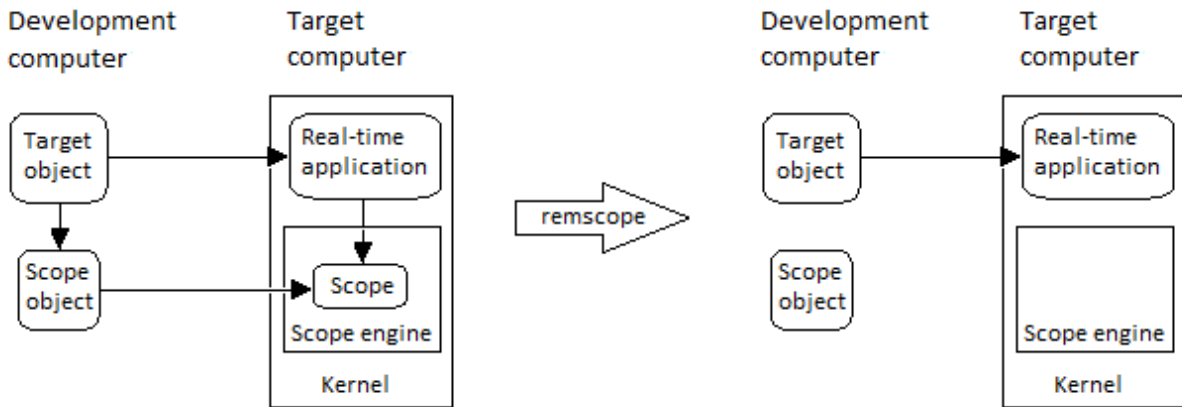 Development
computer
Target
computer
Target
object
Real-time
application
Scope
object
Scope
Scope engine
Kernel
remscope
Development
computer
Target
computer
Target
object
Real-time
application
Scope
object
Scope engine
Kernel